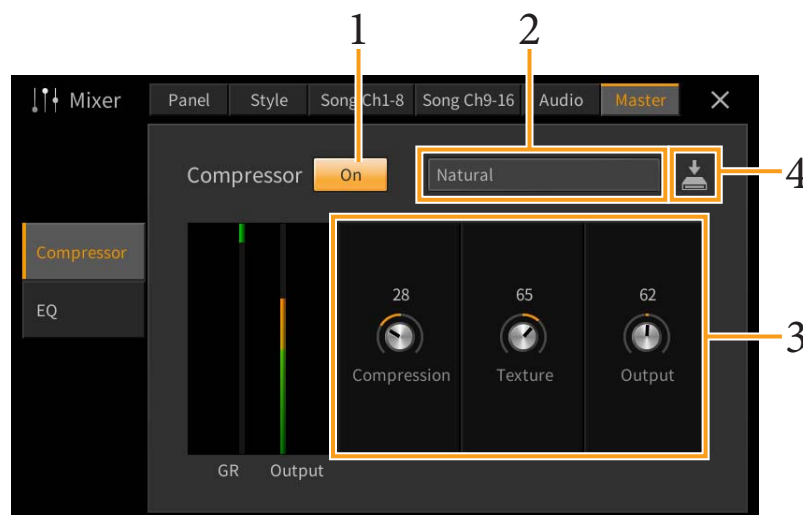 1 2
Mixer Panel Style Song Ch1-8 Song Ch9-16 Audio Master
Compressor On Natural 4
Compressor
EQ
28 65 62
Compression Texture Output
3
GR Output